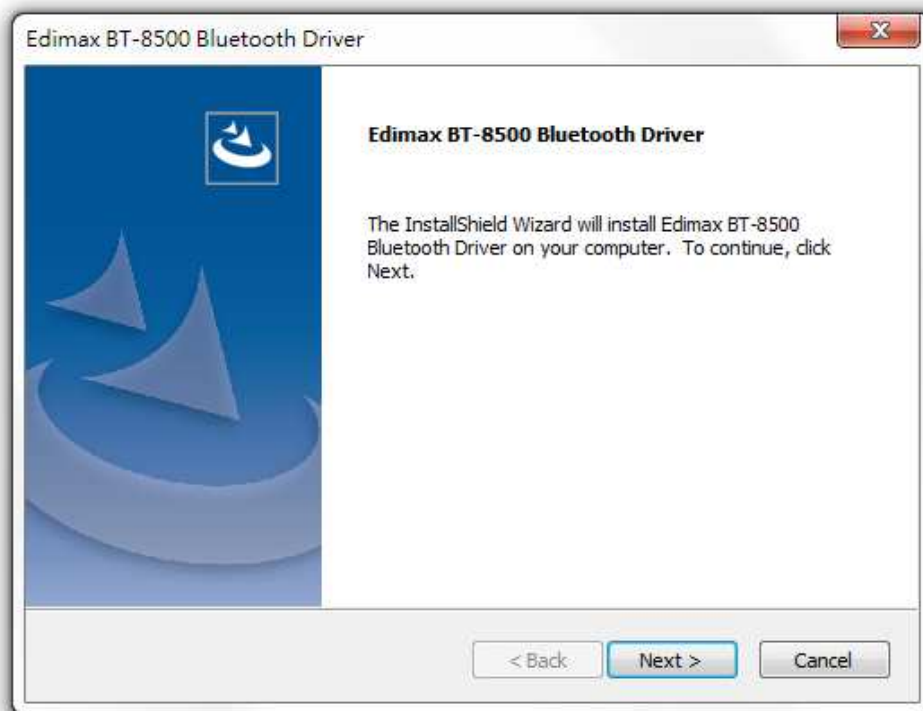 Edimax BT-8500 Bluetooth Driver
Edimax BT-8500 Bluetooth Driver
The InstallShield Wizard will install Edimax BT-8500
Bluetooth Driver on your computer.  To continue, click
Next.
< Back
Next >
Cancel